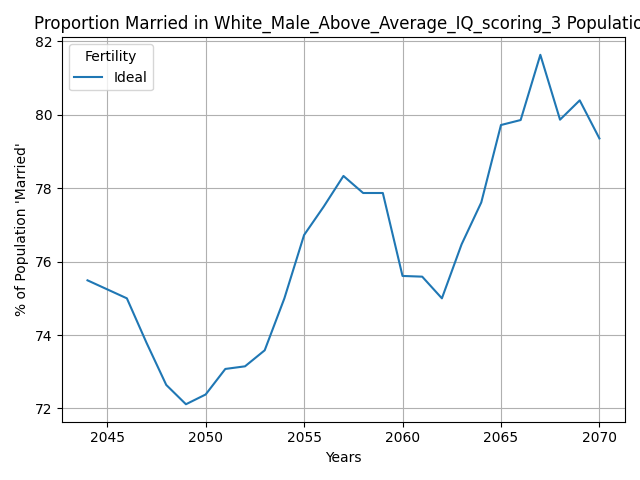 Proportion Married in White_Male_Above_Average_IQ_scoring_3 Populatio
82
80
78
76
74
72
% of Population 'Married'
Fertility
Ideal
2045 2050 2055 2060 2065 2070
Years